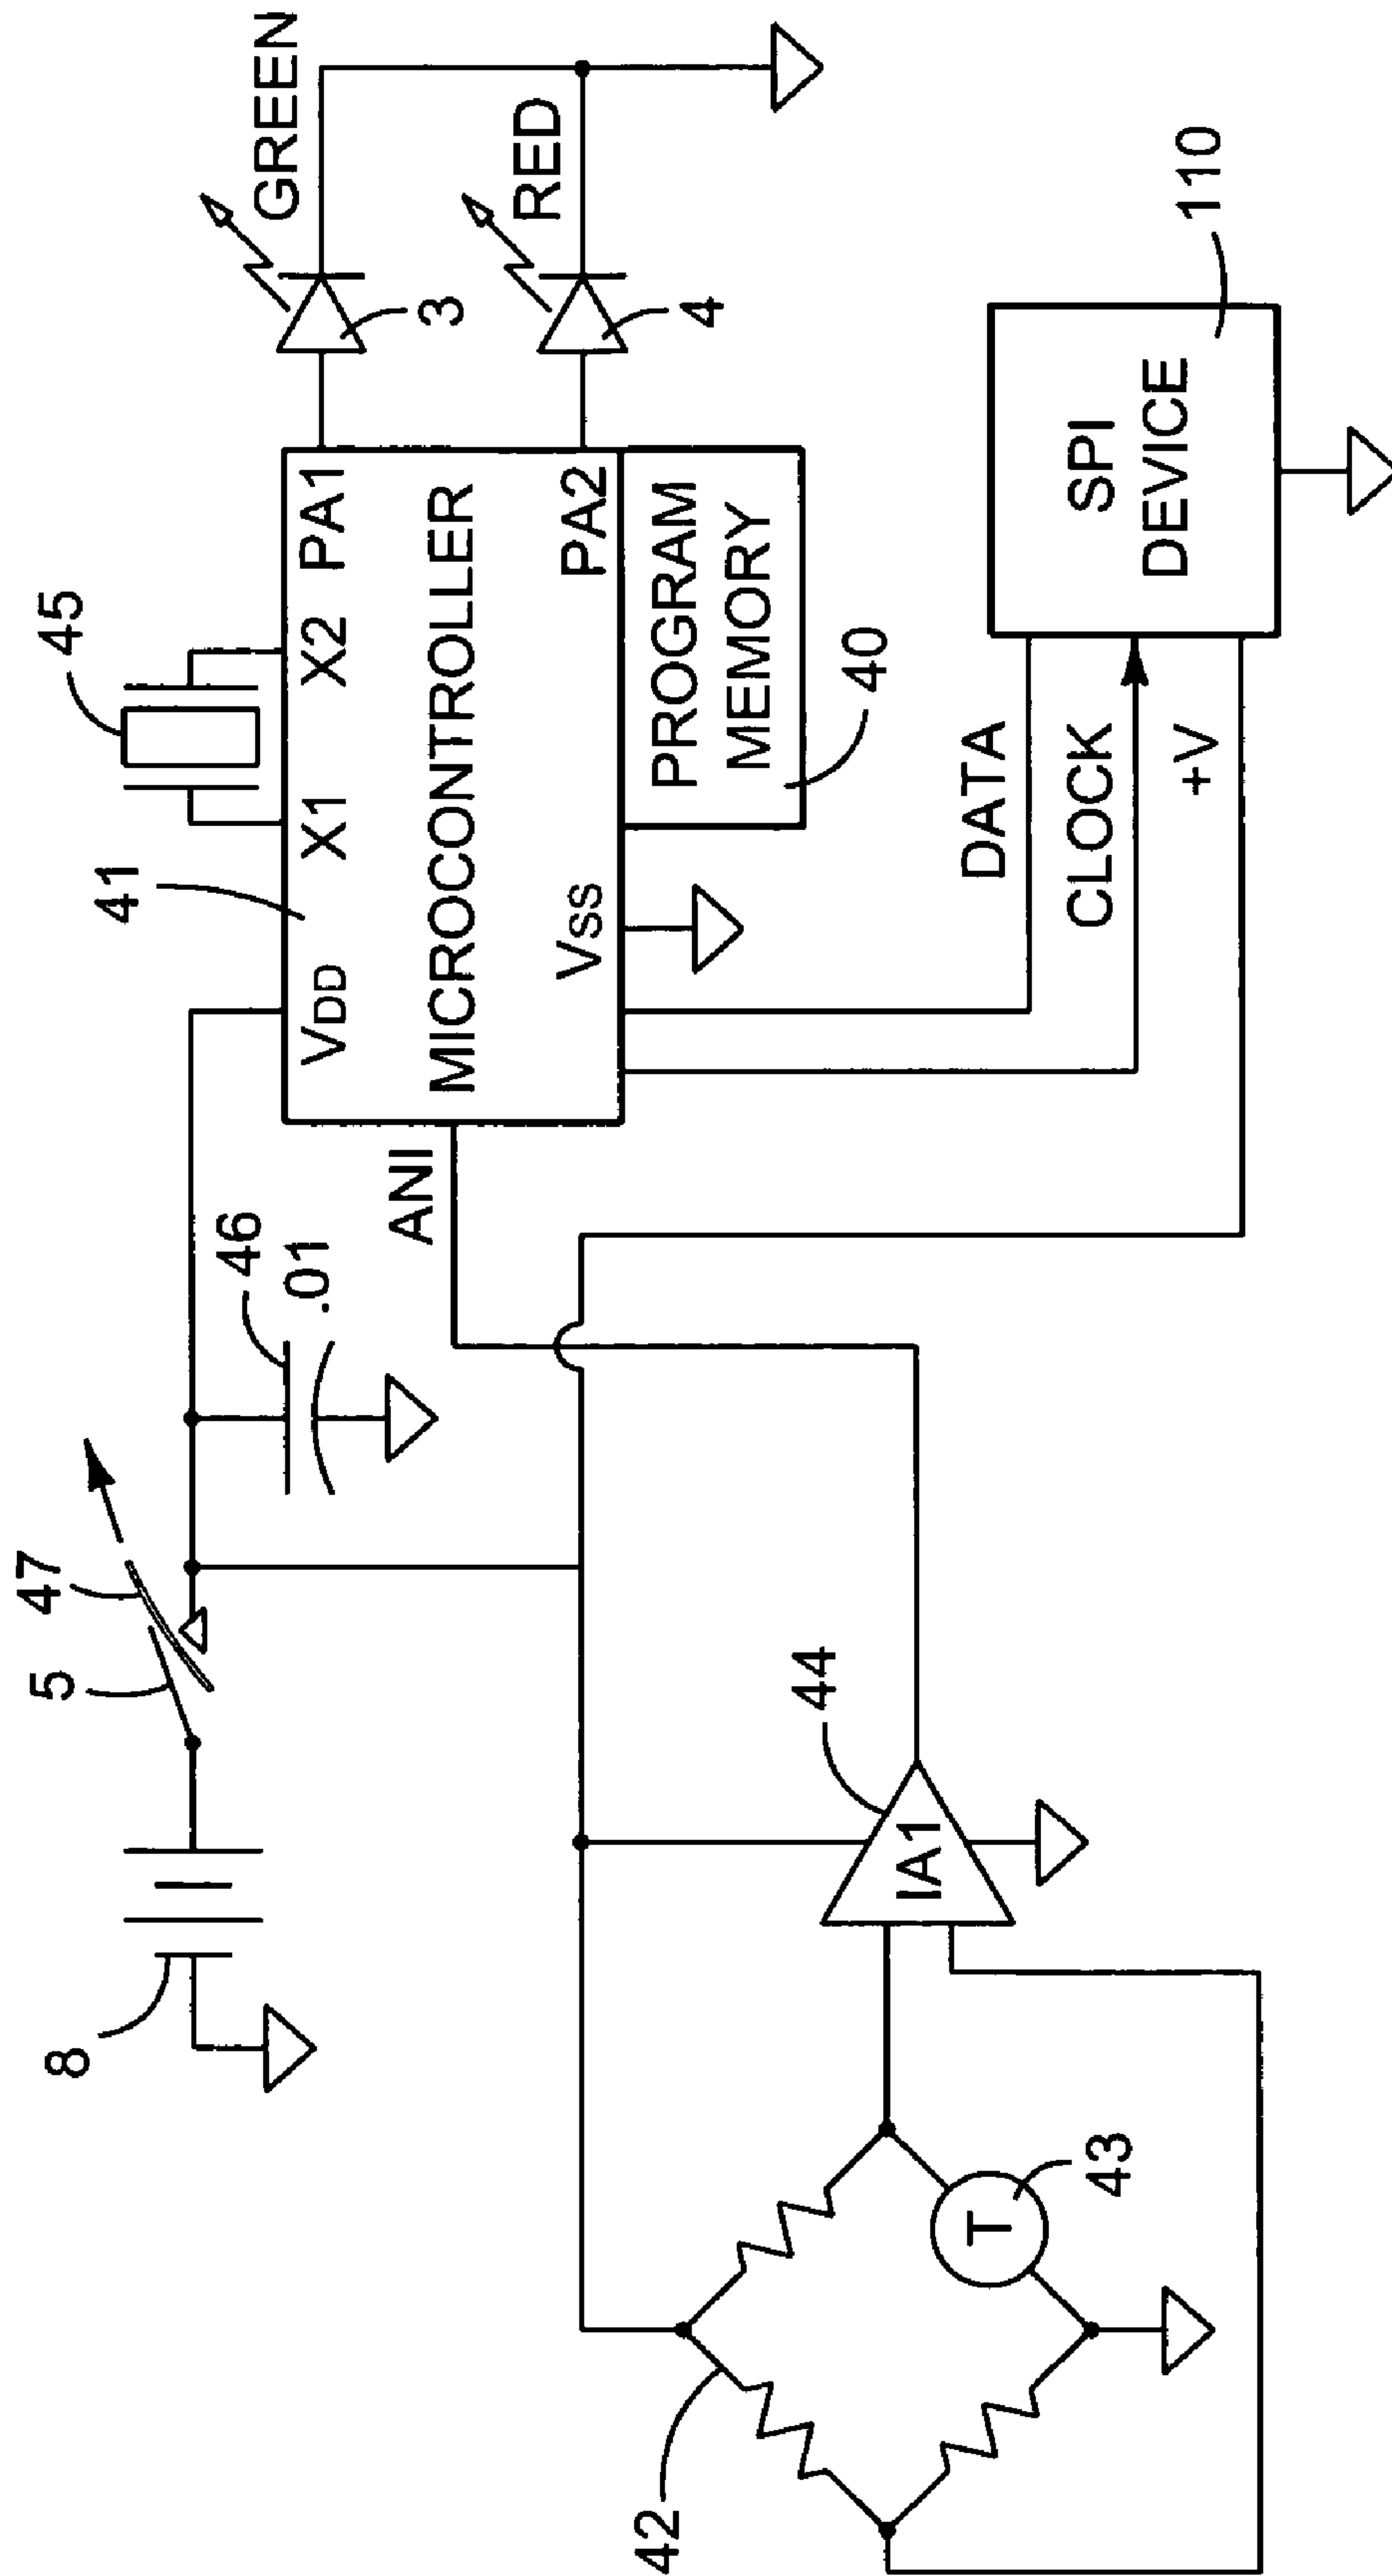 8
5
47
46
.01
41
VDD
X1
X2
45
PA1
GREEN
3
ANI
MICROCONTROLLER
VSS
PA2
RED
4
PROGRAM
MEMORY
40
42
T
43
IA1
44
DATA
CLOCK
+V
SPI
DEVICE
110